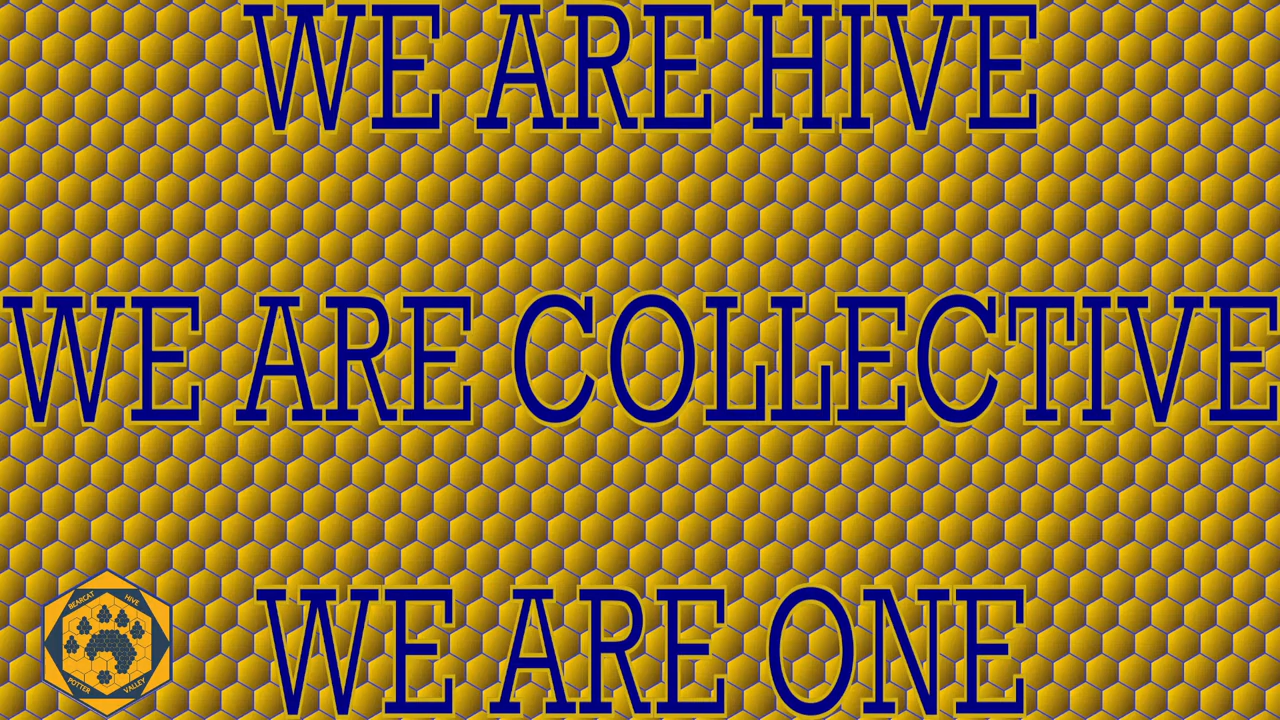 WE ARE HIVE
WE ARE COLLECTIVE
WE ARE ONE
BEARCAT HIVE
POTTER VALLEY